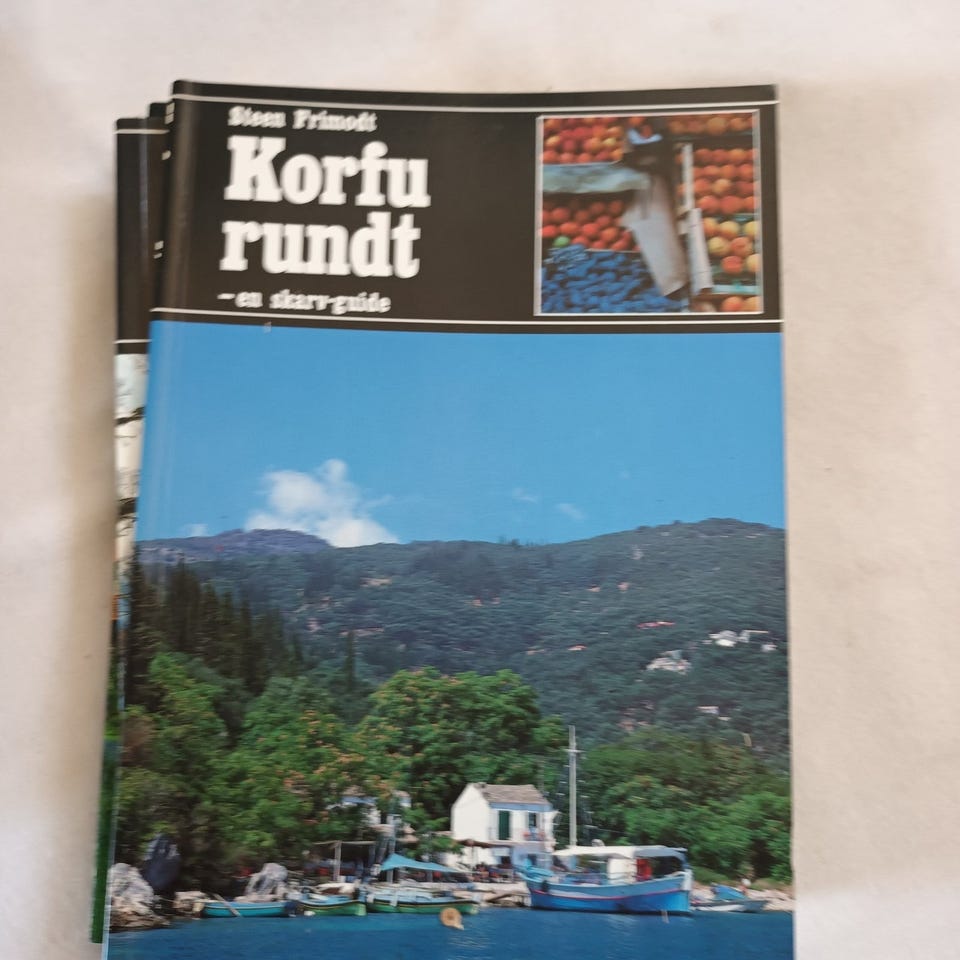 Steen Frimodt
Korfu
rundt
– en skarv-guide